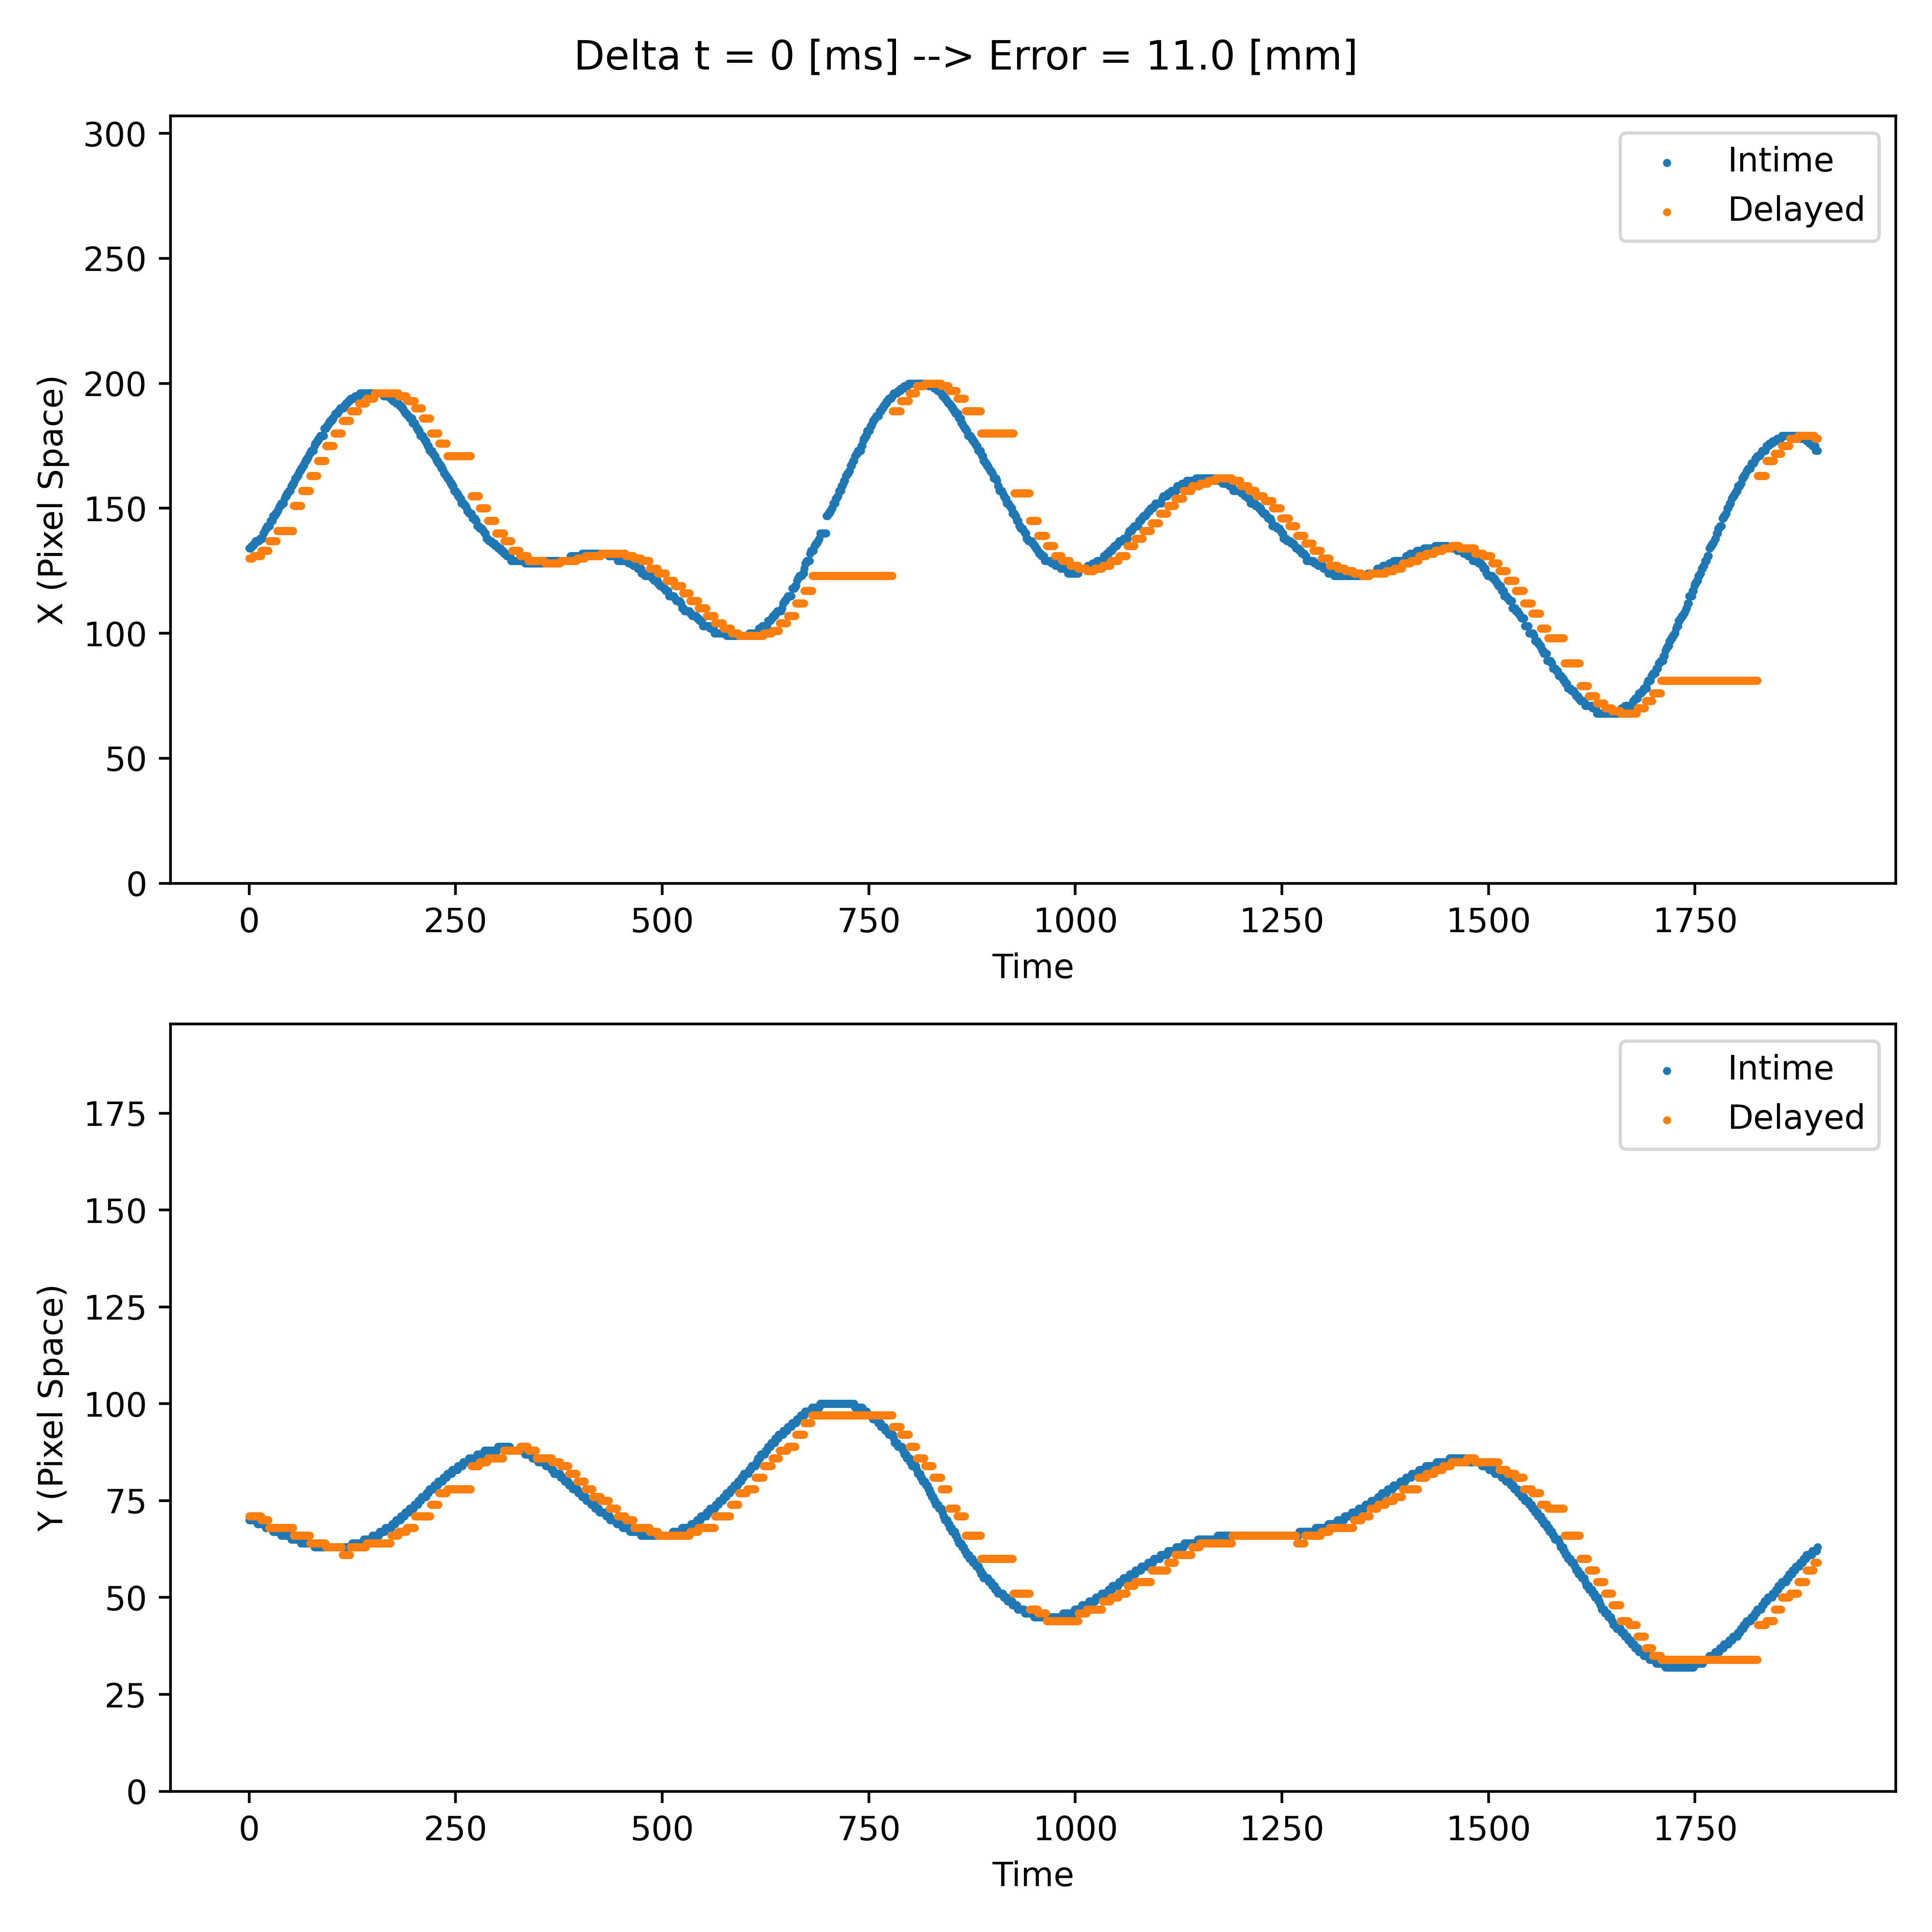 Delta t = 0 [ms] --> Error = 11.0 [mm]
300
250
200
150
100
50
0
X (Pixel Space)
Intime
Delayed
0 250 500 750 1000 1250 1500 1750
Time
175
150
125
100
75
50
25
0
Y (Pixel Space)
Intime
Delayed
0 250 500 750 1000 1250 1500 1750
Time